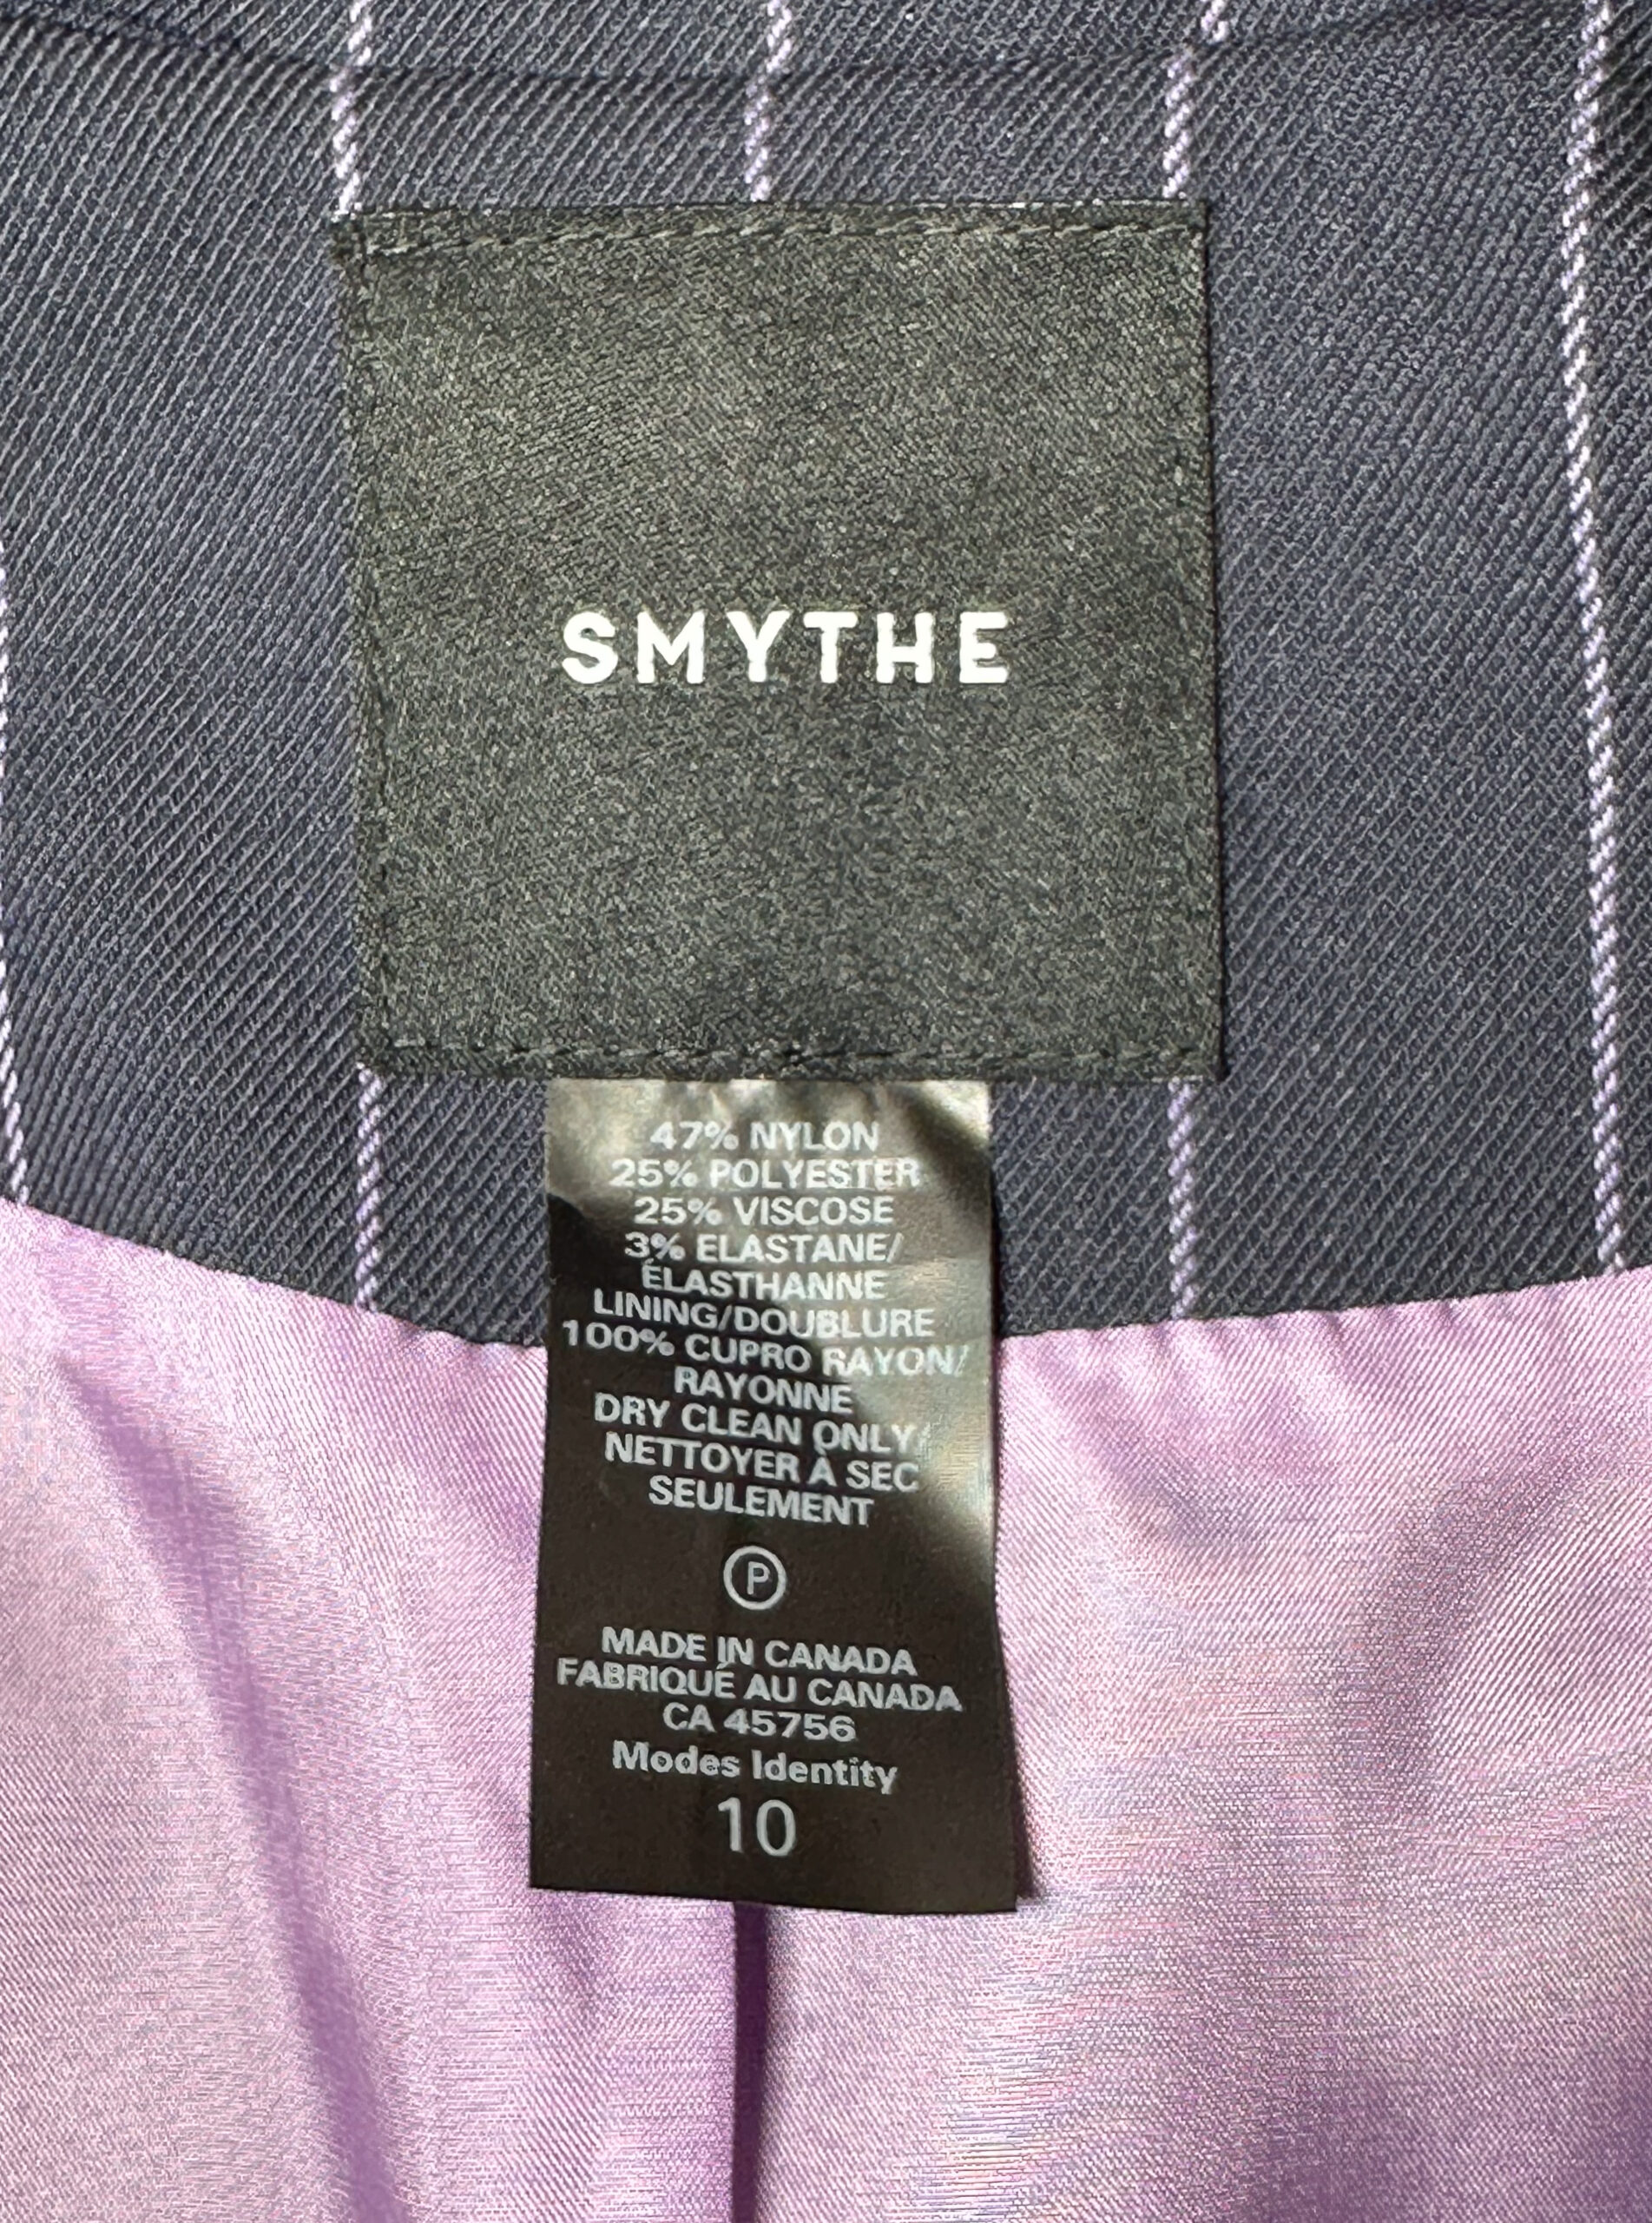 SMYTHE
47% NYLON
25% POLYESTER
25% VISCOSE
3% ELASTANE/
ÉLASTHANNE
LINING/DOUBLURE
100% CUPRO RAYON/
RAYONNE
DRY CLEAN ONLY/
NETTOYER À SEC
SEULEMENT
P
MADE IN CANADA
FABRIQUÉ AU CANADA
CA 45756
Modes Identity
10